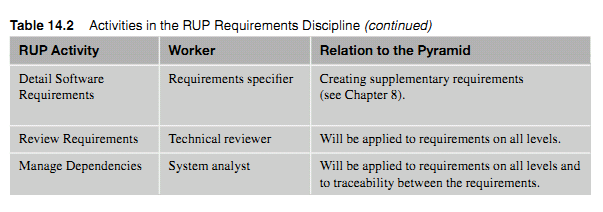 Table 14.2 Activities in the RUP Requirements Discipline (continued)
RUP Activity Worker Relation to the Pyramid
Detail Software Requirements specifier Creating supplementary requirements
Requirements (see Chapter 8).
Review Requirements Technical reviewer Will be applied to requirements on all levels.
Manage Dependencies System analyst Will be applied to requirements on all levels and
to traceability between the requirements.